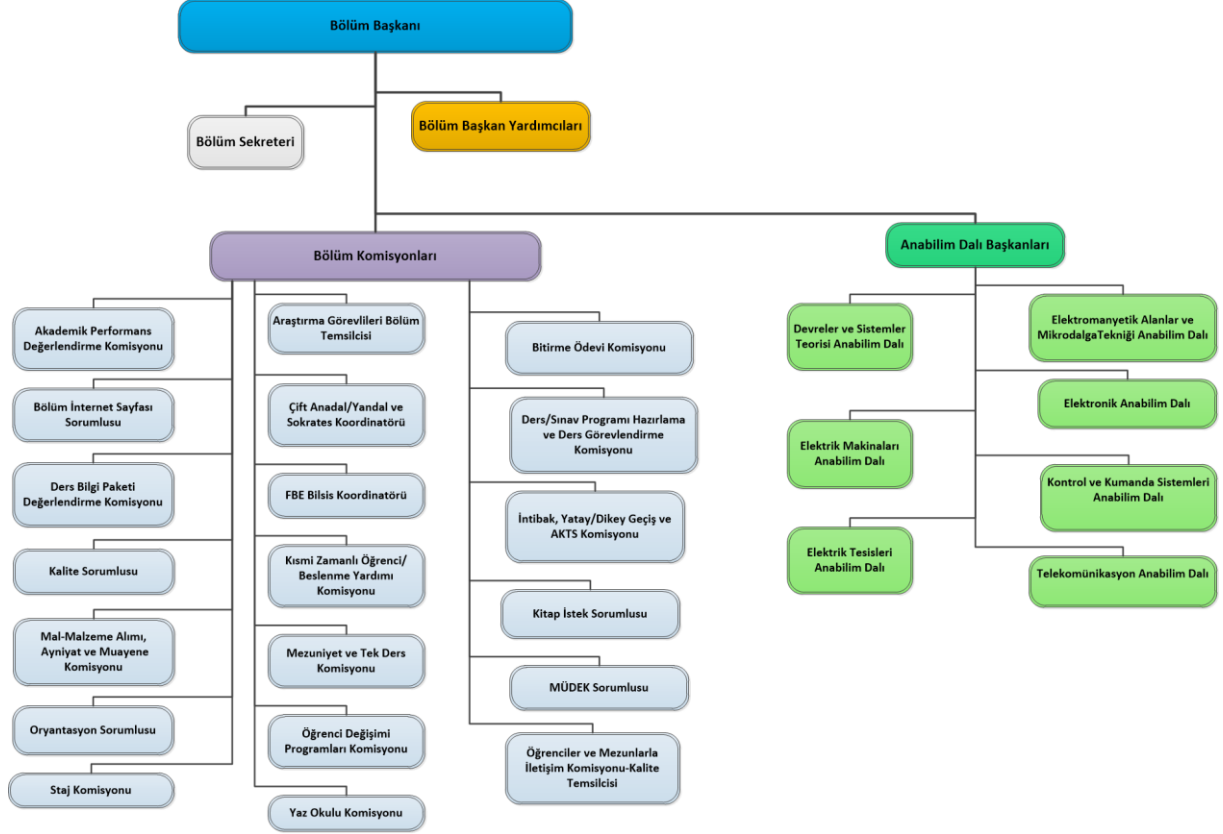 Bölüm Başkanı
Bölüm Sekreteri
Bölüm Başkan Yardımcıları
Bölüm Komisyonları
Akademik Performans
Değerlendirme Komisyonu
Bölüm İnternet Sayfası
Sorumlusu
Ders Bilgi Paketi
Değerlendirme Komisyonu
Kalite Sorumlusu
Mal-Malzeme Alımı,
Ayniyat ve Muayene
Komisyonu
Oryantasyon Sorumlusu
Staj Komisyonu
Araştırma Görevlileri Bölüm
Temsilcisi
Çift Anadal/Yandal ve
Sokrates Koordinatörü
FBE Bilsis Koordinatörü
Kısmi Zamanlı Öğrenci/
Beslenme Yardımı
Komisyonu
Mezuniyet ve Tek Ders
Komisyonu
Öğrenci Değişimi
Programları Komisyonu
Yaz Okulu Komisyonu
Bitirme Ödevi Komisyonu
Ders/Sınav Programı Hazırlama
ve Ders Görevlendirme
Komisyonu
İntibak, Yatay/Dikey Geçiş ve
AKTS Komisyonu
Kitap İstek Sorumlusu
MÜDEK Sorumlusu
Öğrenciler ve Mezunlarla
İletişim Komisyonu-Kalite
Temsilcisi
Anabilim Dalı Başkanları
Devreler ve Sistemler
Teorisi Anabilim Dalı
Elektrik Makinaları
Anabilim Dalı
Elektrik Tesisleri
Anabilim Dalı
Elektromanyetik Alanlar ve
MikrodalgaTekniği Anabilim Dalı
Elektronik Anabilim Dalı
Kontrol ve Kumanda Sistemleri
Anabilim Dalı
Telekomünikasyon Anabilim Dalı